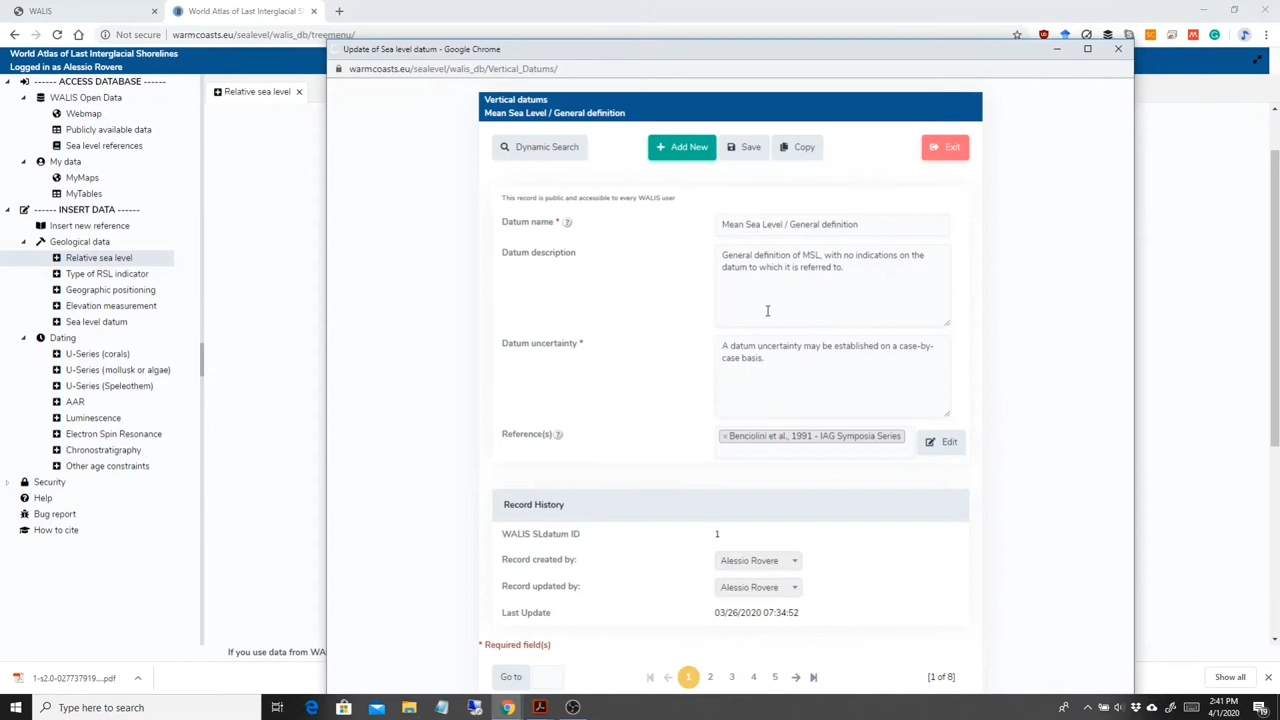 WALIS
World Atlas of Last Interglacial S
Not secure
warmcoasts.eu/sealevel/walis_db/treemenu/
World Atlas of Last Interglacial Shorelines
Logged in as Alessio Rovere
------ ACCESS DATABASE ------
WALIS Open Data
Webmap
Publicly available data
Sea level references
My data
MyMaps
MyTables
------ INSERT DATA ------
Insert new reference
Geological data
Relative sea level
Type of RSL indicator
Geographic positioning
Elevation measurement
Sea level datum
Dating
U-Series (corals)
U-Series (mollusk or algae)
U-Series (Speleothem)
AAR
Luminescence
Electron Spin Resonance
Chronostratigraphy
Other age constraints
Security
Help
Bug report
How to cite
Relative sea level
If you use data from WA
Update of Sea level datum - Google Chrome
warmcoasts.eu/sealevel/walis_db/Vertical_Datums/
Vertical datums
Mean Sea Level / General definition
Dynamic Search
Add New
Save
Copy
Exit
This record is public and accessible to every WALIS user
Datum name *
Mean Sea Level / General definition
Datum description
General definition of MSL, with no indications on the
datum to which it is referred to.
Datum uncertainty *
A datum uncertainty may be established on a case-by-
case basis.
Reference(s)
× Benciolini et al., 1991 - IAG Symposia Series
Edit
Record History
WALIS SLdatum ID
1
Record created by:
Alessio Rovere
Record updated by:
Alessio Rovere
Last Update
03/26/2020 07:34:52
* Required field(s)
Go to
1 2 3 4 5
[1 of 8]
1-s2.0-027737919....pdf
Show all
Type here to search
2:41 PM
4/1/2020